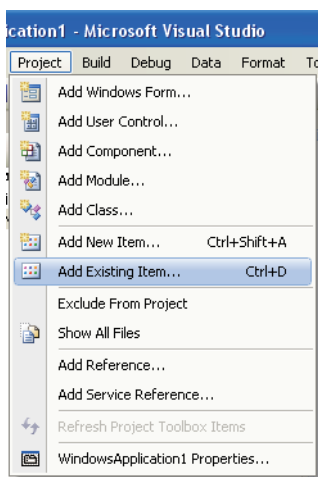 ication1 - Microsoft Visual Studio
Project Build Debug Data Format To
Add Windows Form...
Add User Control...
Add Component...
Add Module...
Add Class...
Add New Item... Ctrl+Shift+A
Add Existing Item... Ctrl+D
Exclude From Project
Show All Files
Add Reference...
Add Service Reference...
Refresh Project Toolbox Items
WindowsApplication1 Properties...